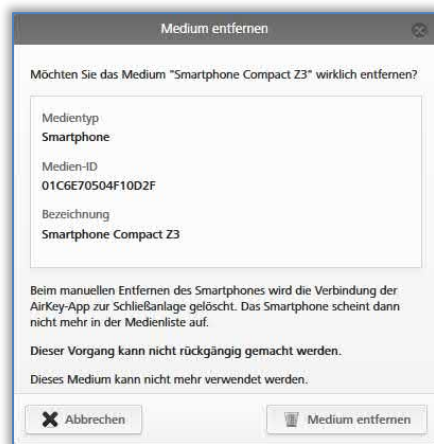 Medium entfernen
Möchten Sie das Medium "Smartphone Compact Z3" wirklich entfernen?
Medientyp
Smartphone
Medien-ID
01C6E70504F10D2F
Bezeichnung
Smartphone Compact Z3
Beim manuellen Entfernen des Smartphones wird die Verbindung der
AirKey-App zur Schließanlage gelöscht. Das Smartphone scheint dann
nicht mehr in der Medienliste auf.
Dieser Vorgang kann nicht rückgängig gemacht werden.
Dieses Medium kann nicht mehr verwendet werden.
Abbrechen
Medium entfernen